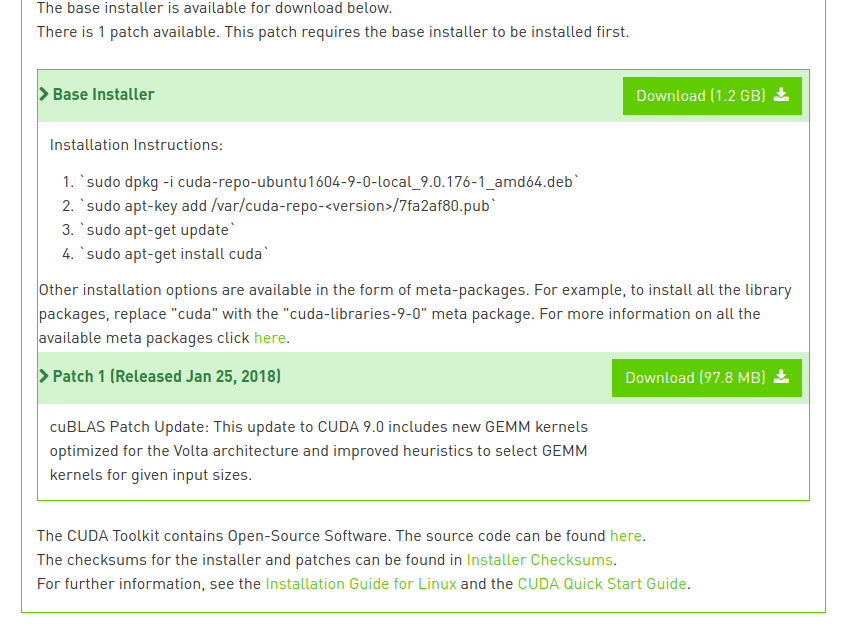 The base installer is available for download below.
There is 1 patch available. This patch requires the base installer to be installed first.
Base Installer
Download (1.2 GB)
Installation Instructions:
1. `sudo dpkg -i cuda-repo-ubuntu1604-9-0-local_9.0.176-1_amd64.deb`
2. `sudo apt-key add /var/cuda-repo-<version>/7fa2af80.pub`
3. `sudo apt-get update`
4. `sudo apt-get install cuda`
Other installation options are available in the form of meta-packages. For example, to install all the library
packages, replace "cuda" with the "cuda-libraries-9-0" meta package. For more information on all the
available meta packages click here.
Patch 1 (Released Jan 25, 2018)
Download (97.8 MB)
cuBLAS Patch Update: This update to CUDA 9.0 includes new GEMM kernels
optimized for the Volta architecture and improved heuristics to select GEMM
kernels for given input sizes.
The CUDA Toolkit contains Open-Source Software. The source code can be found here.
The checksums for the installer and patches can be found in Installer Checksums.
For further information, see the Installation Guide for Linux and the CUDA Quick Start Guide.